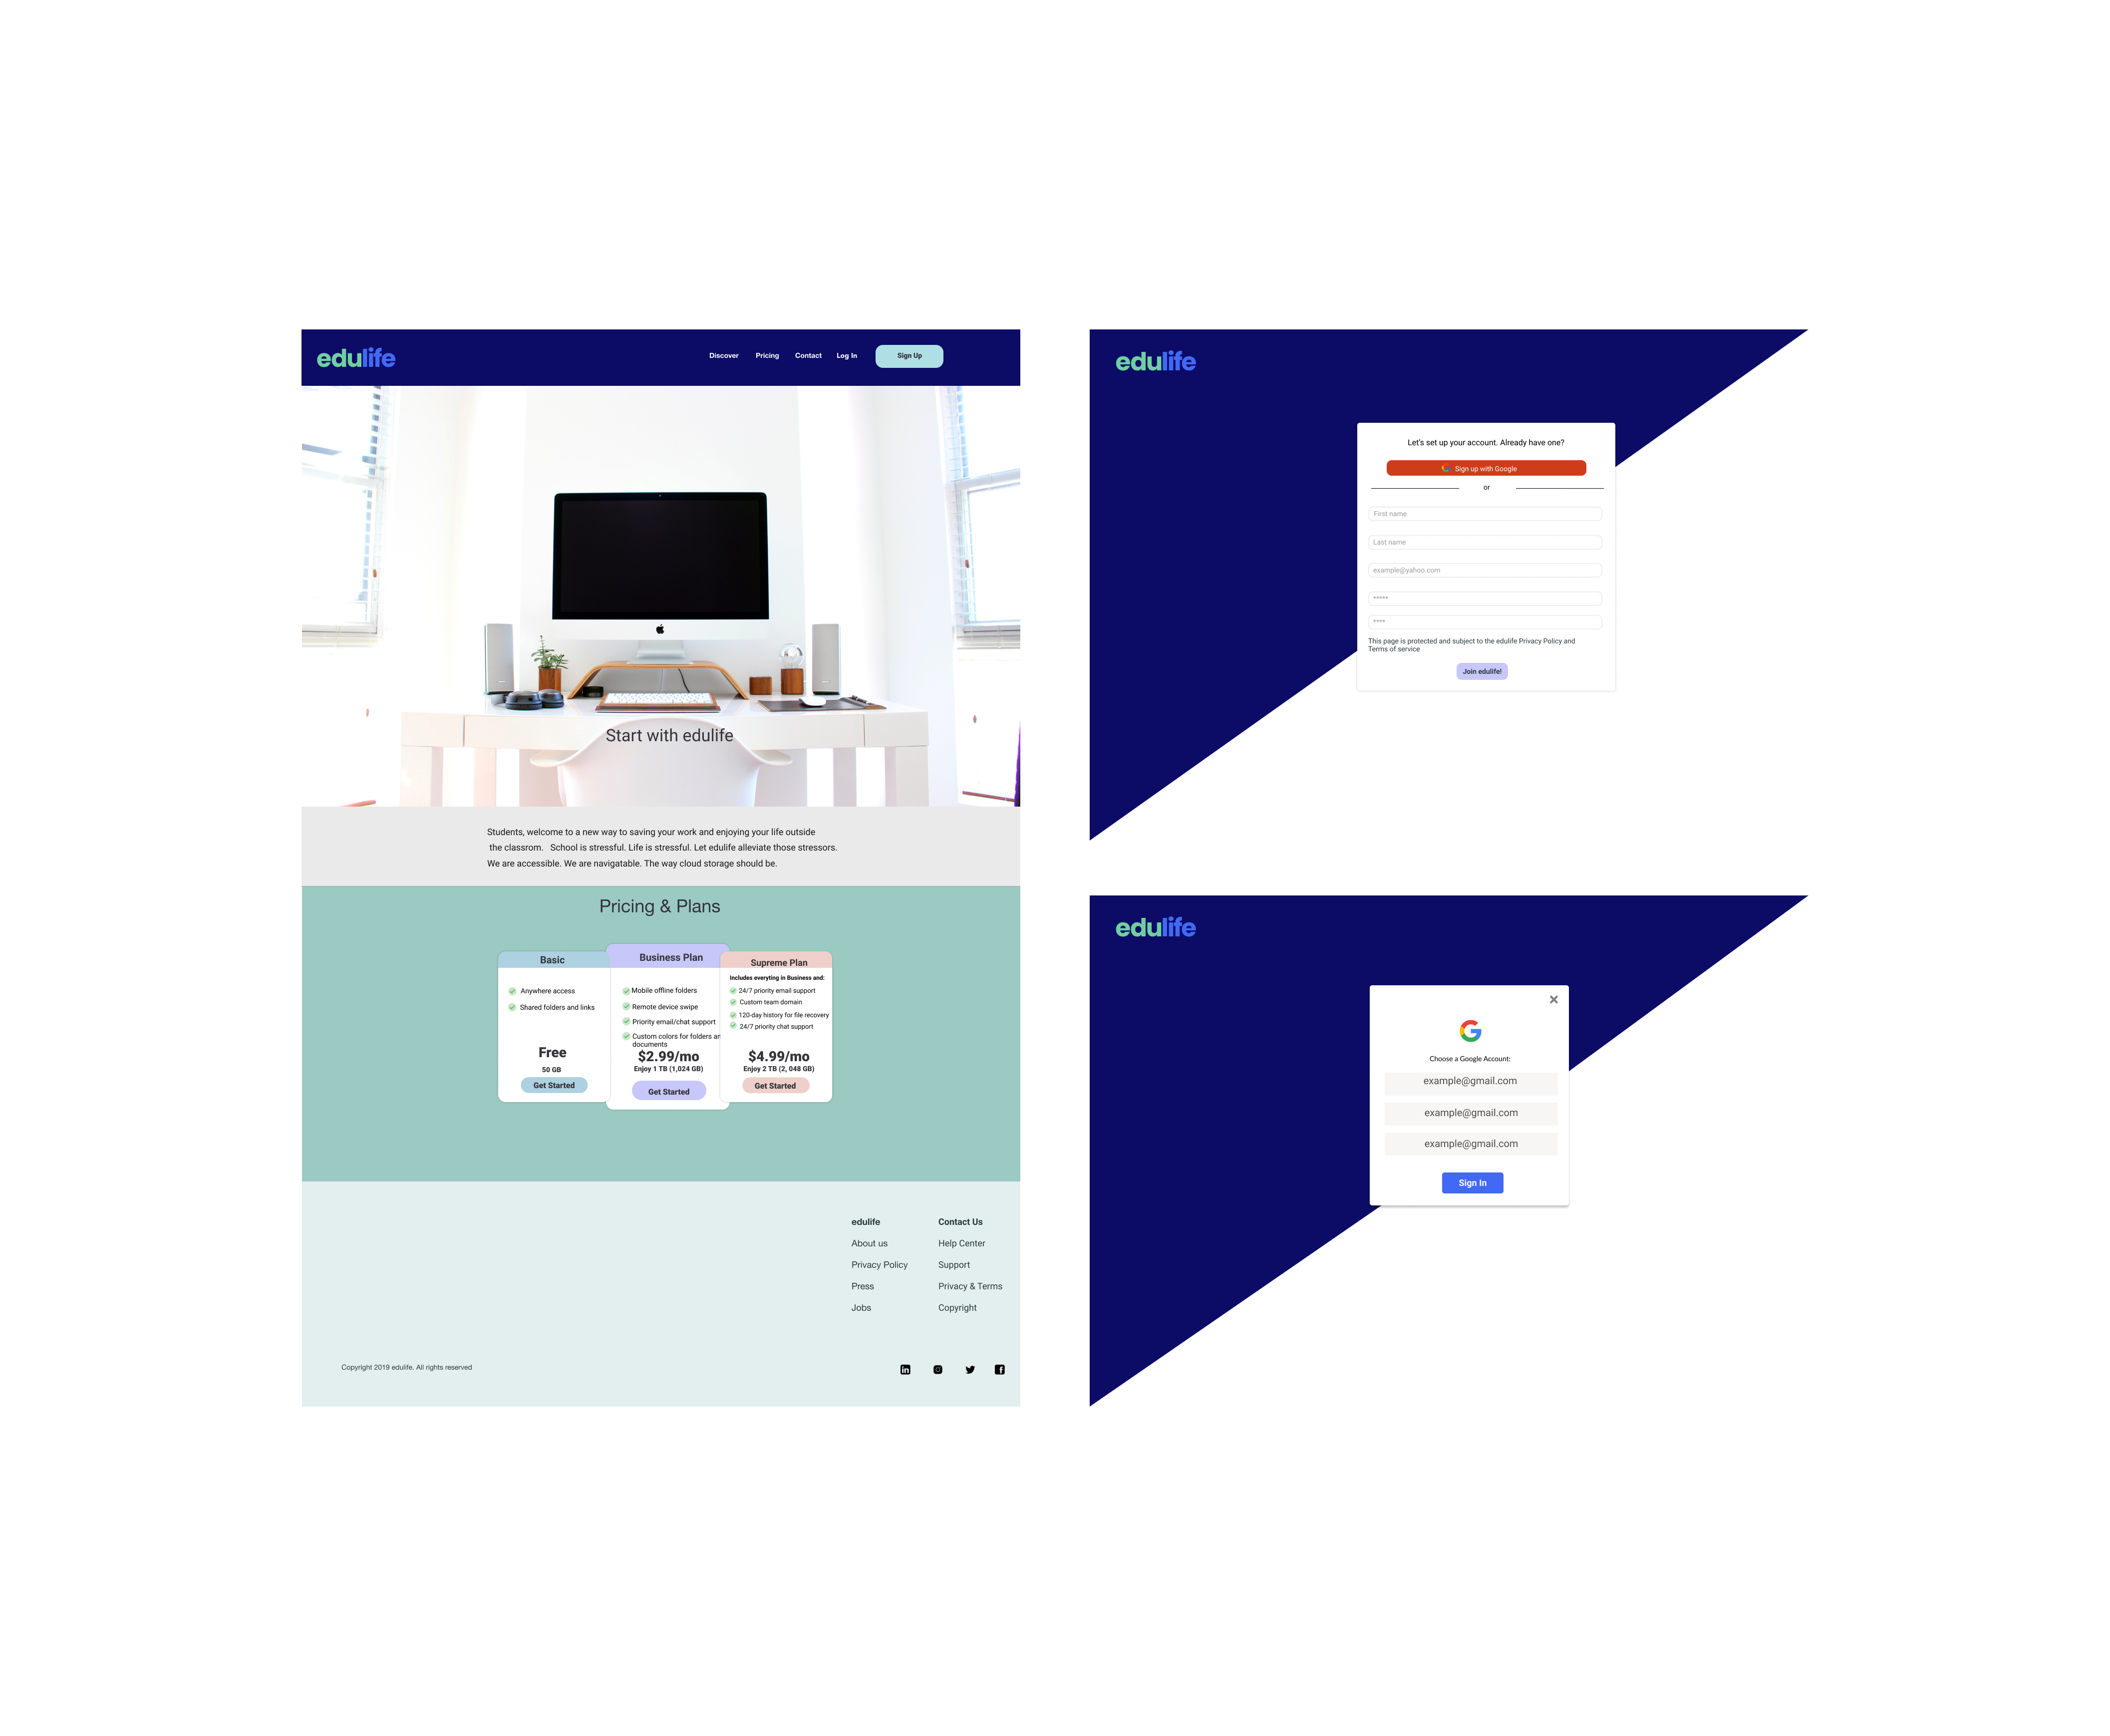 edulife
Discover Pricing Contact Log In Sign Up
Start with edulife
Students, welcome to a new way to saving your work and enjoying your life outside
the classrom. School is stressful. Life is stressful. Let edulife alleviate those stressors.
We are accessible. We are navigatable. The way cloud storage should be.
Pricing & Plans
Basic
Anywhere access
Shared folders and links
Free
50 GB
Get Started
Business Plan
Mobile offline folders
Remote device swipe
Priority email/chat support
Custom colors for folders an
documents
$2.99/mo
Enjoy 1 TB (1,024 GB)
Get Started
Supreme Plan
Includes everyting in Business and:
24/7 priority email support
Custom team domain
120-day history for file recovery
24/7 priority chat support
$4.99/mo
Enjoy 2 TB (2, 048 GB)
Get Started
edulife
About us
Privacy Policy
Press
Jobs
Contact Us
Help Center
Support
Privacy & Terms
Copyright
Copyright 2019 edulife. All rights reserved
edulife
Let's set up your account. Already have one?
Sign up with Google
or
First name
Last name
example@yahoo.com
*****
****
This page is protected and subject to the edulife Privacy Policy and
Terms of service
Join edulife!
edulife
Choose a Google Account:
example@gmail.com
example@gmail.com
example@gmail.com
Sign In